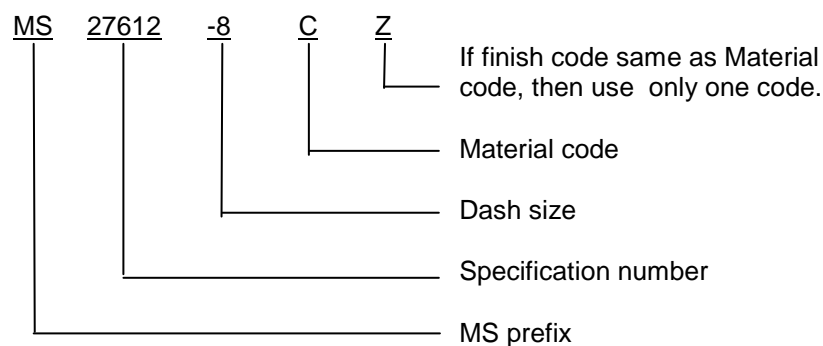 MS 27612 -8 C Z
If finish code same as Material
code, then use only one code.
Material code
Dash size
Specification number
MS prefix